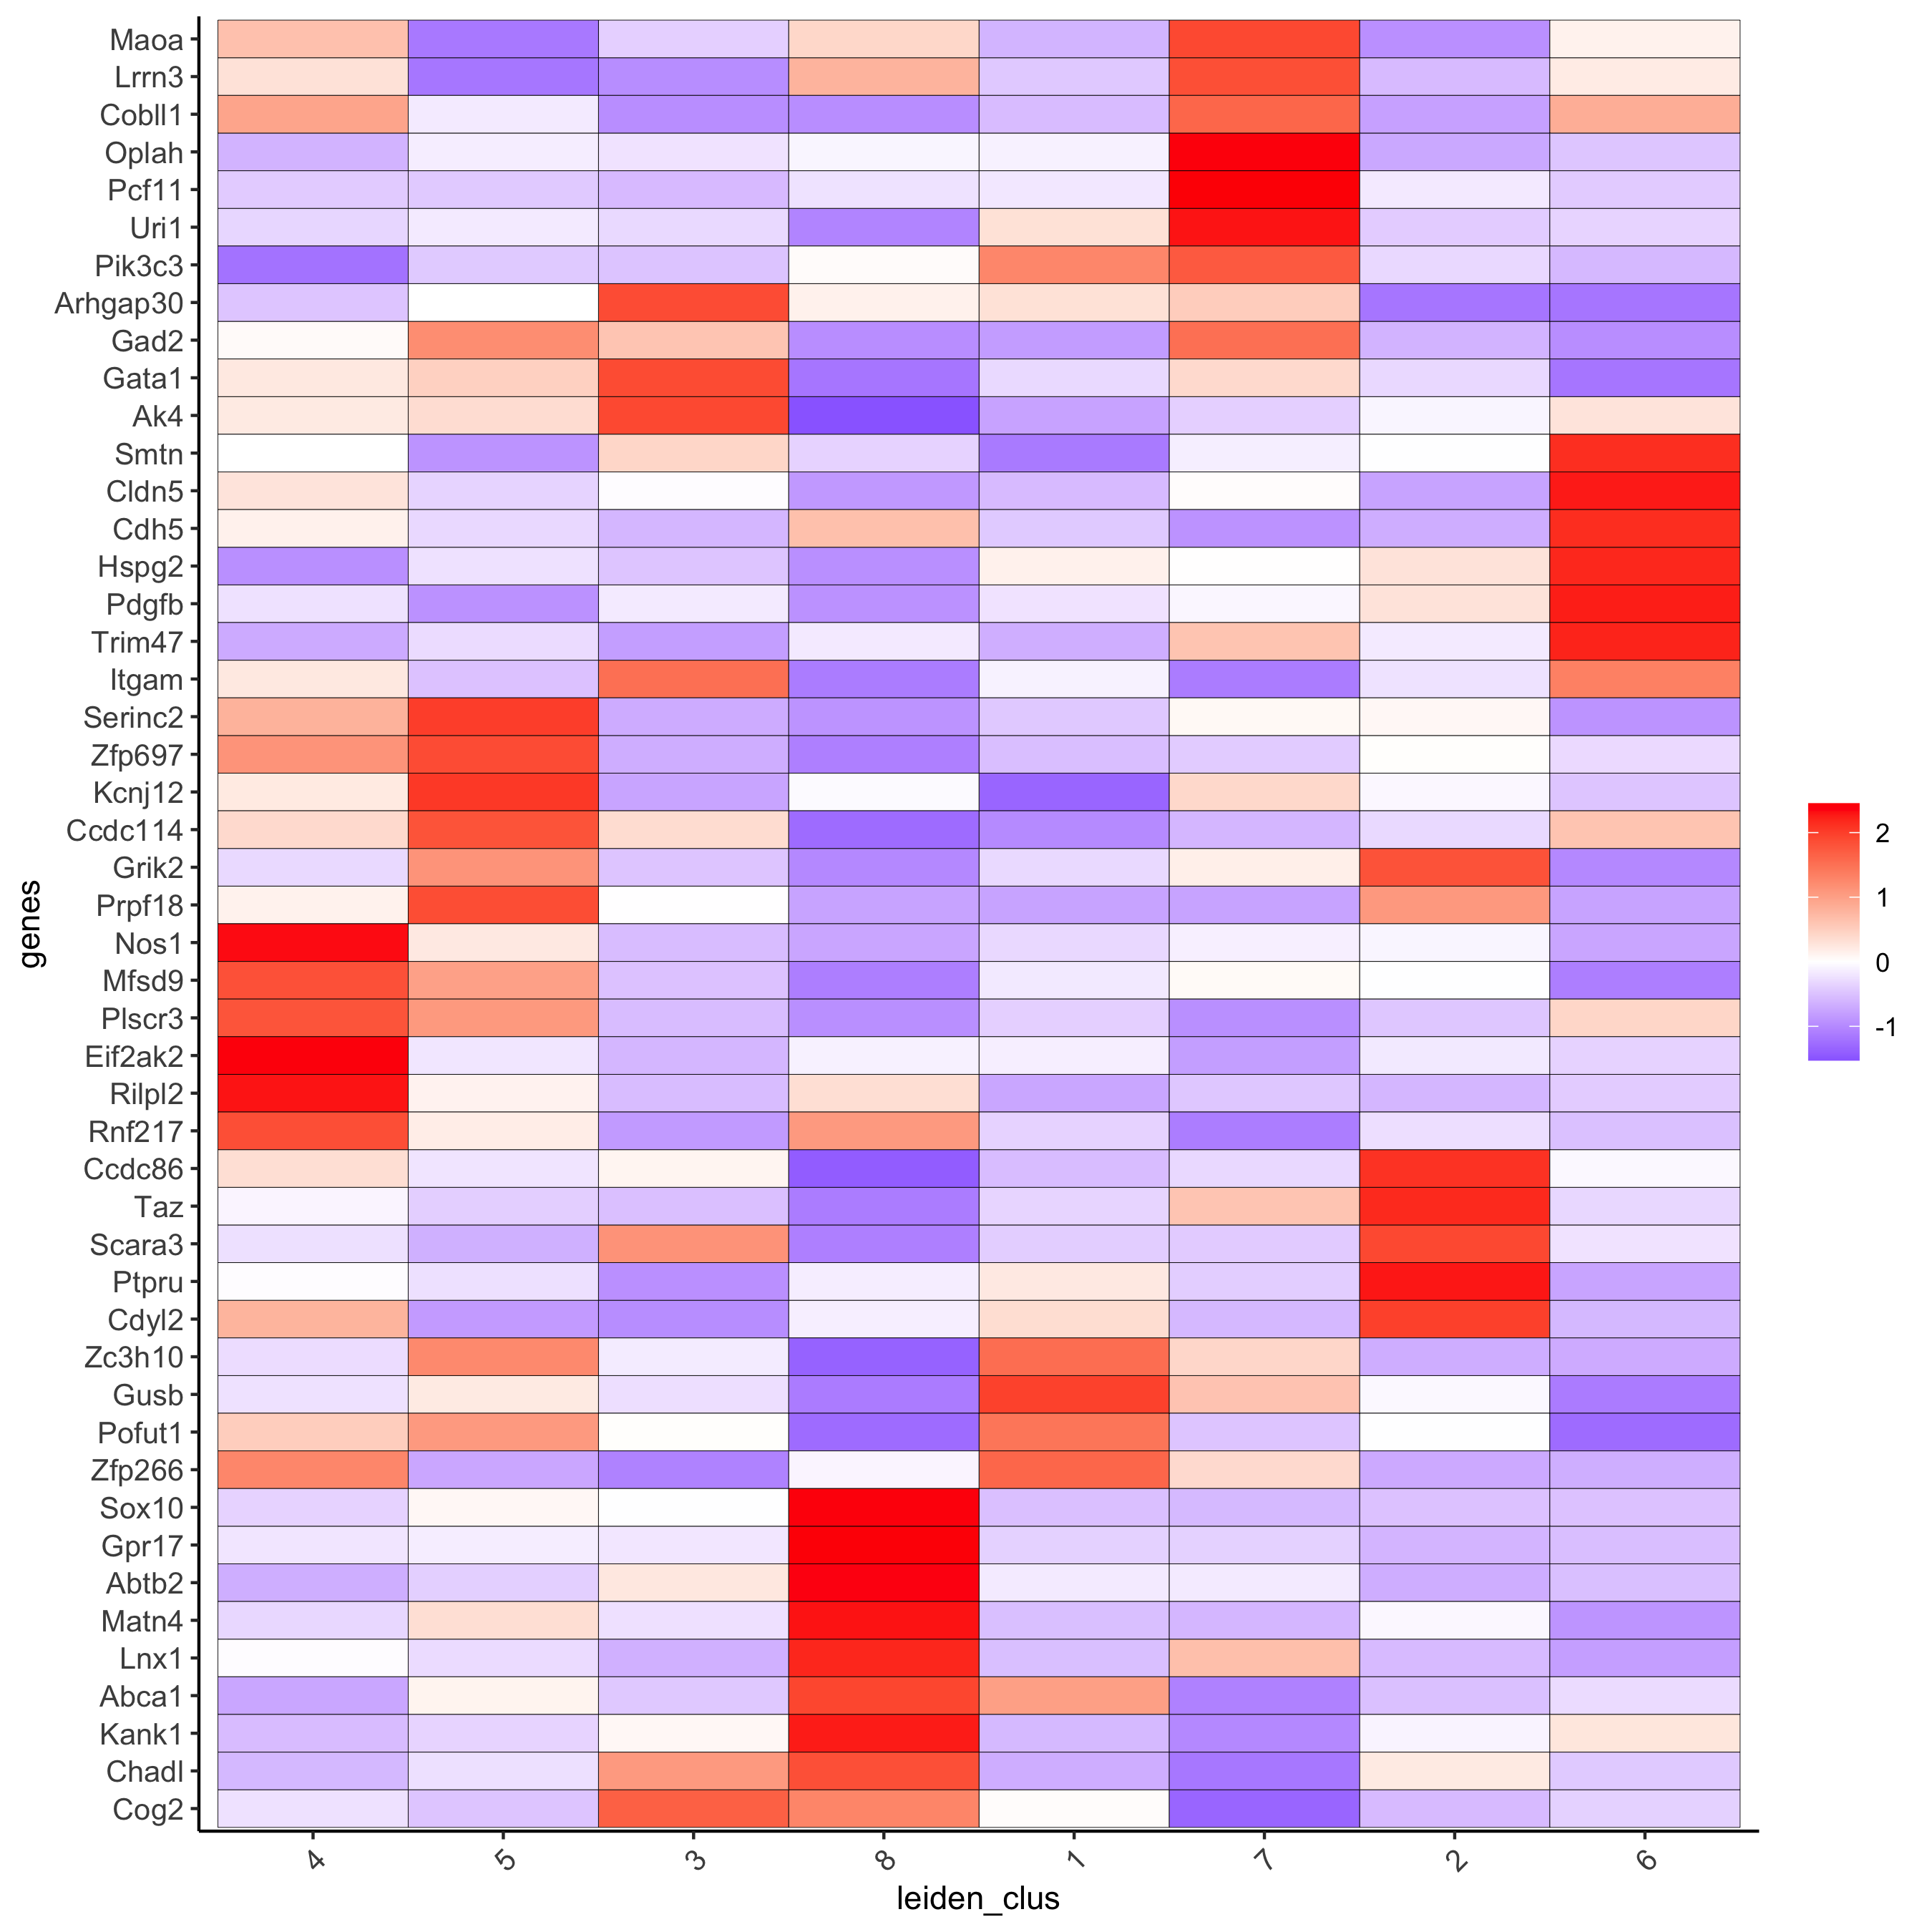 Maoa
Lrrn3
Cobll1
Oplah
Pcf11
Uri1
Pik3c3
Arhgap30
Gad2
Gata1
Ak4
Smtn
Cldn5
Cdh5
Hspg2
Pdgfb
Trim47
Itgam
Serinc2
Zfp697
Kcnj12
Ccdc114
Grik2
Prpf18
Nos1
Mfsd9
Plscr3
Eif2ak2
Rilpl2
Rnf217
Ccdc86
Taz
Scara3
Ptpru
Cdyl2
Zc3h10
Gusb
Pofut1
Zfp266
Sox10
Gpr17
Abtb2
Matn4
Lnx1
Abca1
Kank1
Chadl
Cog2
genes
4 5 3 8 1 7 2 6
leiden_clus
2
1
0
-1